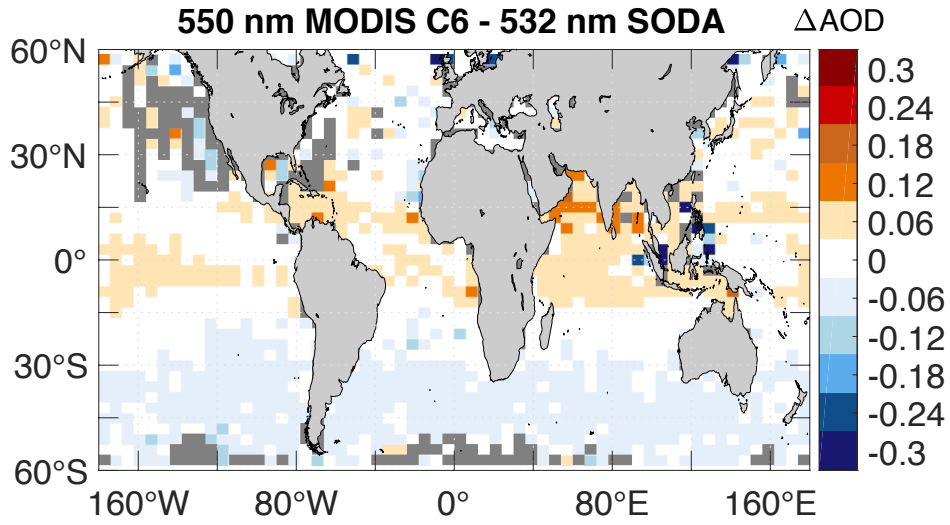 550 nm MODIS C6 - 532 nm SODA
ΔAOD
60°N
30°N
0°
30°S
60°S
160°W
80°W
0°
80°E
160°E
0.3
0.24
0.18
0.12
0.06
0
-0.06
-0.12
-0.18
-0.24
-0.3